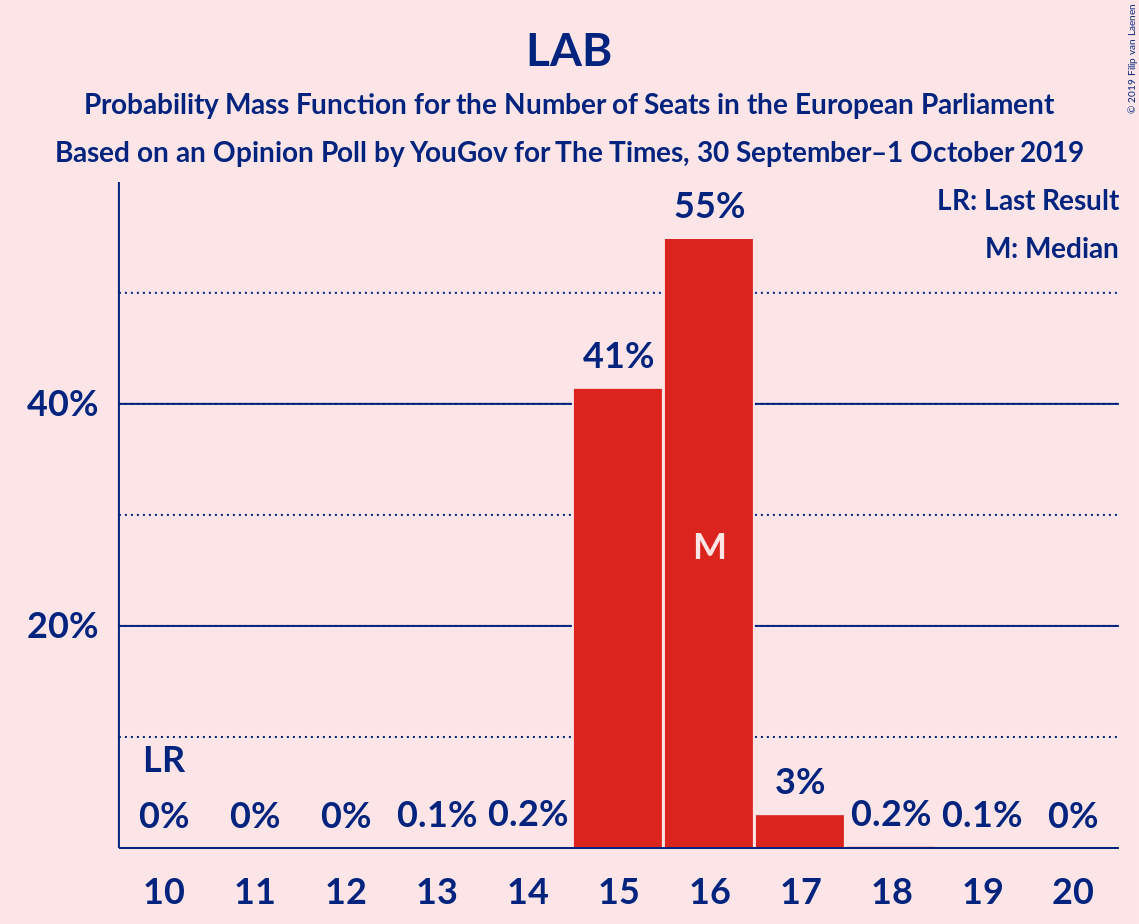 LAB
Probability Mass Function for the Number of Seats in the European Parliament
Based on an Opinion Poll by YouGov for The Times, 30 September–1 October 2019
© 2019 Filip van Laenen
LR: Last Result
M: Median
55%
41%
40%
M
20%
LR
3%
0% 0% 0% 0.1% 0.2% 0.2% 0.1% 0%
10 11 12 13 14 15 16 17 18 19 20